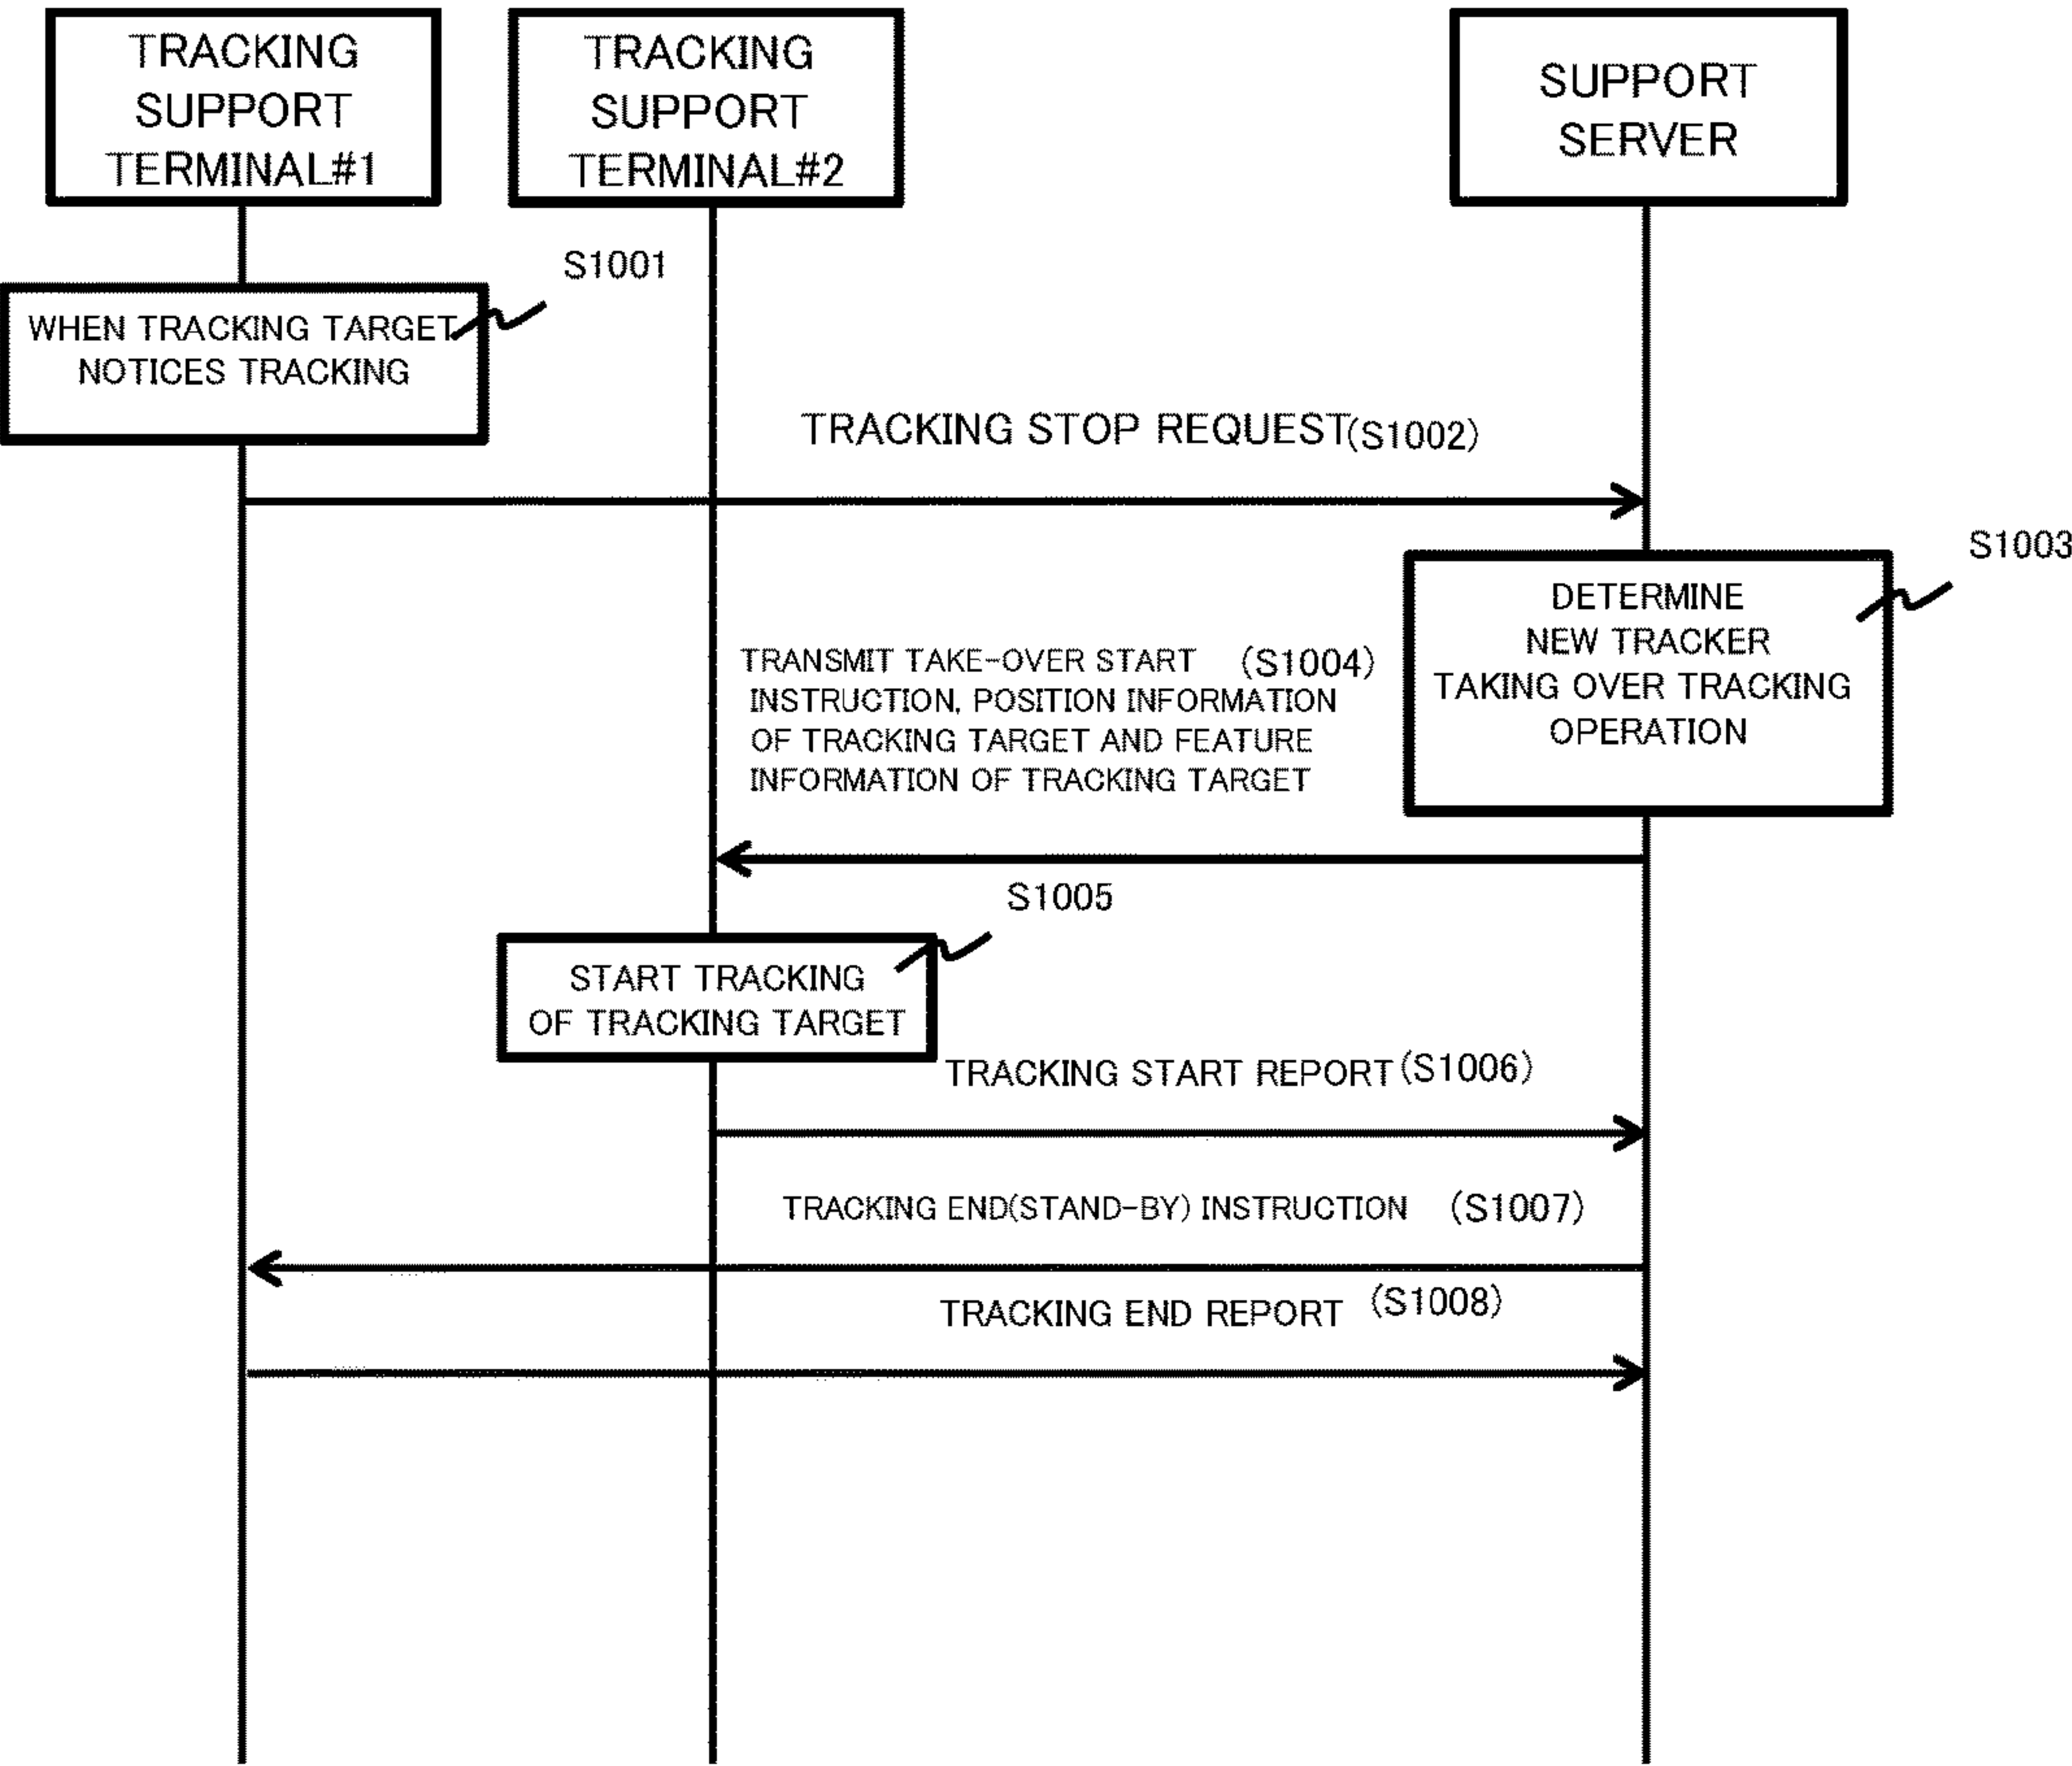 TRACKING
SUPPORT
TERMINAL#1
TRACKING
SUPPORT
TERMINAL#2
SUPPORT
SERVER
S1001
WHEN TRACKING TARGET
NOTICES TRACKING
TRACKING STOP REQUEST(S1002)
S1003
DETERMINE
NEW TRACKER
TAKING OVER TRACKING
OPERATION
TRANSMIT TAKE-OVER START (S1004)
INSTRUCTION, POSITION INFORMATION
OF TRACKING TARGET AND FEATURE
INFORMATION OF TRACKING TARGET
S1005
START TRACKING
OF TRACKING TARGET
TRACKING START REPORT(S1006)
TRACKING END(STAND-BY) INSTRUCTION (S1007)
TRACKING END REPORT (S1008)